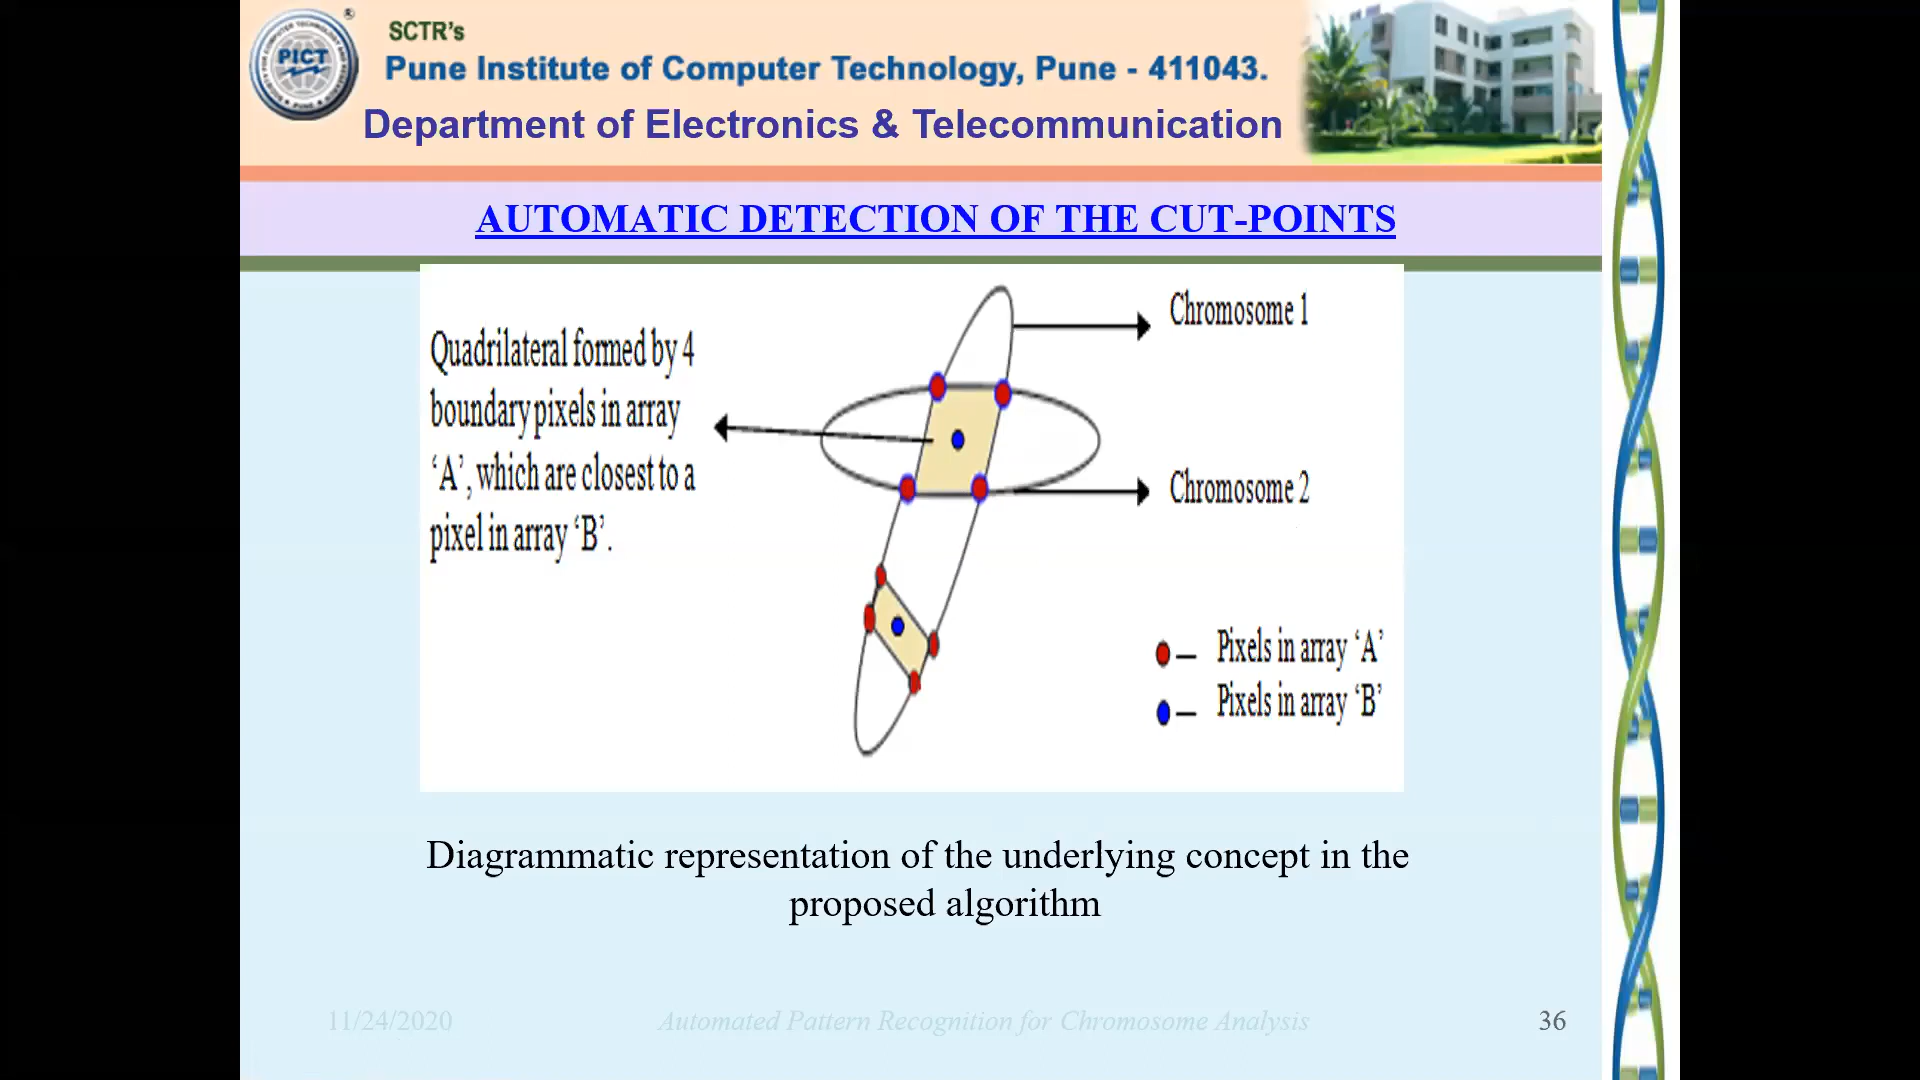 SCTR's
PICT
®
Pune Institute of Computer Technology, Pune - 411043.
Department of Electronics & Telecommunication
AUTOMATIC DETECTION OF THE CUT-POINTS
Quadrilateral formed by 4
boundary pixels in array
‘A’, which are closest to a
pixel in array ‘B’.
Chromosome 1
Chromosome 2
Pixels in array ‘A’
Pixels in array ‘B’
Diagrammatic representation of the underlying concept in the
proposed algorithm
11/24/2020
Automated Pattern Recognition for Chromosome Analysis
36